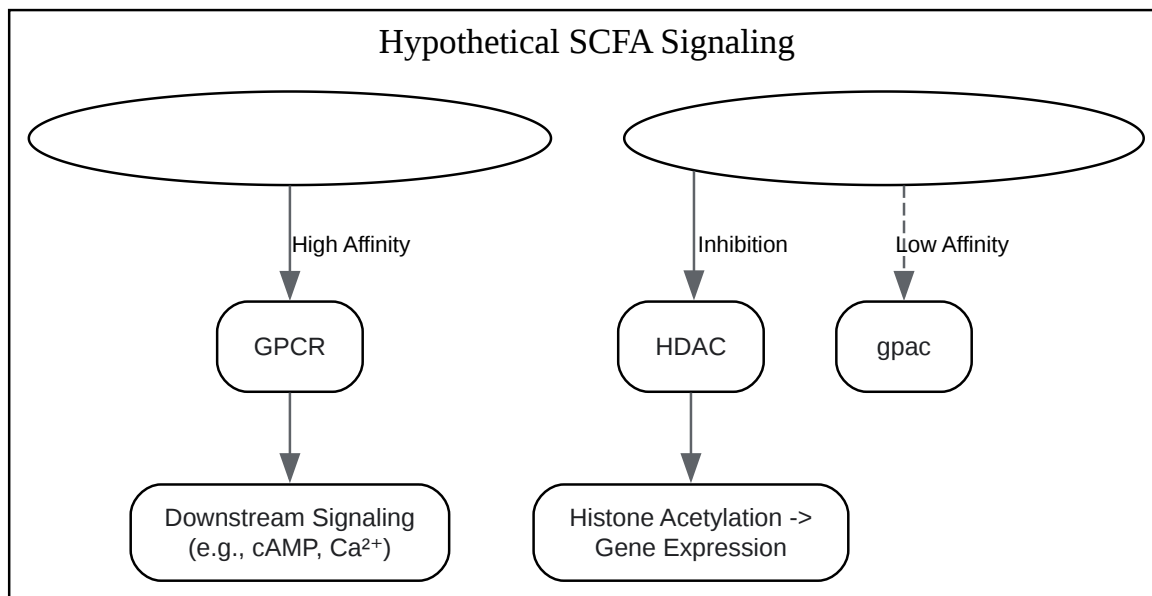 Hypothetical SCFA Signaling
High Affinity
Inhibition
Low Affinity
GPCR
HDAC
gpac
Downstream Signaling
(e.g., cAMP, Ca²⁺)
Histone Acetylation ->
Gene Expression